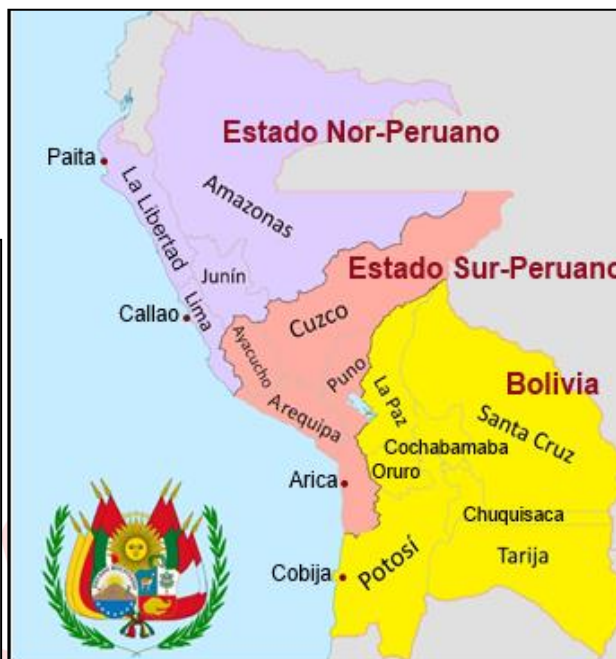 Estado Nor-Peruano
Paita
La Libertad
Amazonas
Junín
Estado Sur-Peruano
Lima
Callao
Cuzco
Ayacucho
Puno
La Paz
Bolivia
Arequipa
Santa Cruz
Cochabamaba
Oruro
Arica
Chuquisaca
Potosí
Tarija
Cobija